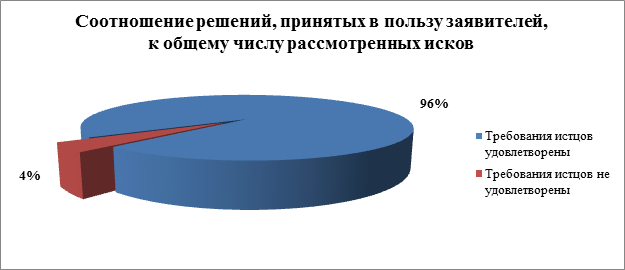 Соотношение решений, принятых в пользу заявителей,
к общему числу рассмотренных исков
96%
4%
Требования истцов
удовлетворены
Требования истцов не
удовлетворены